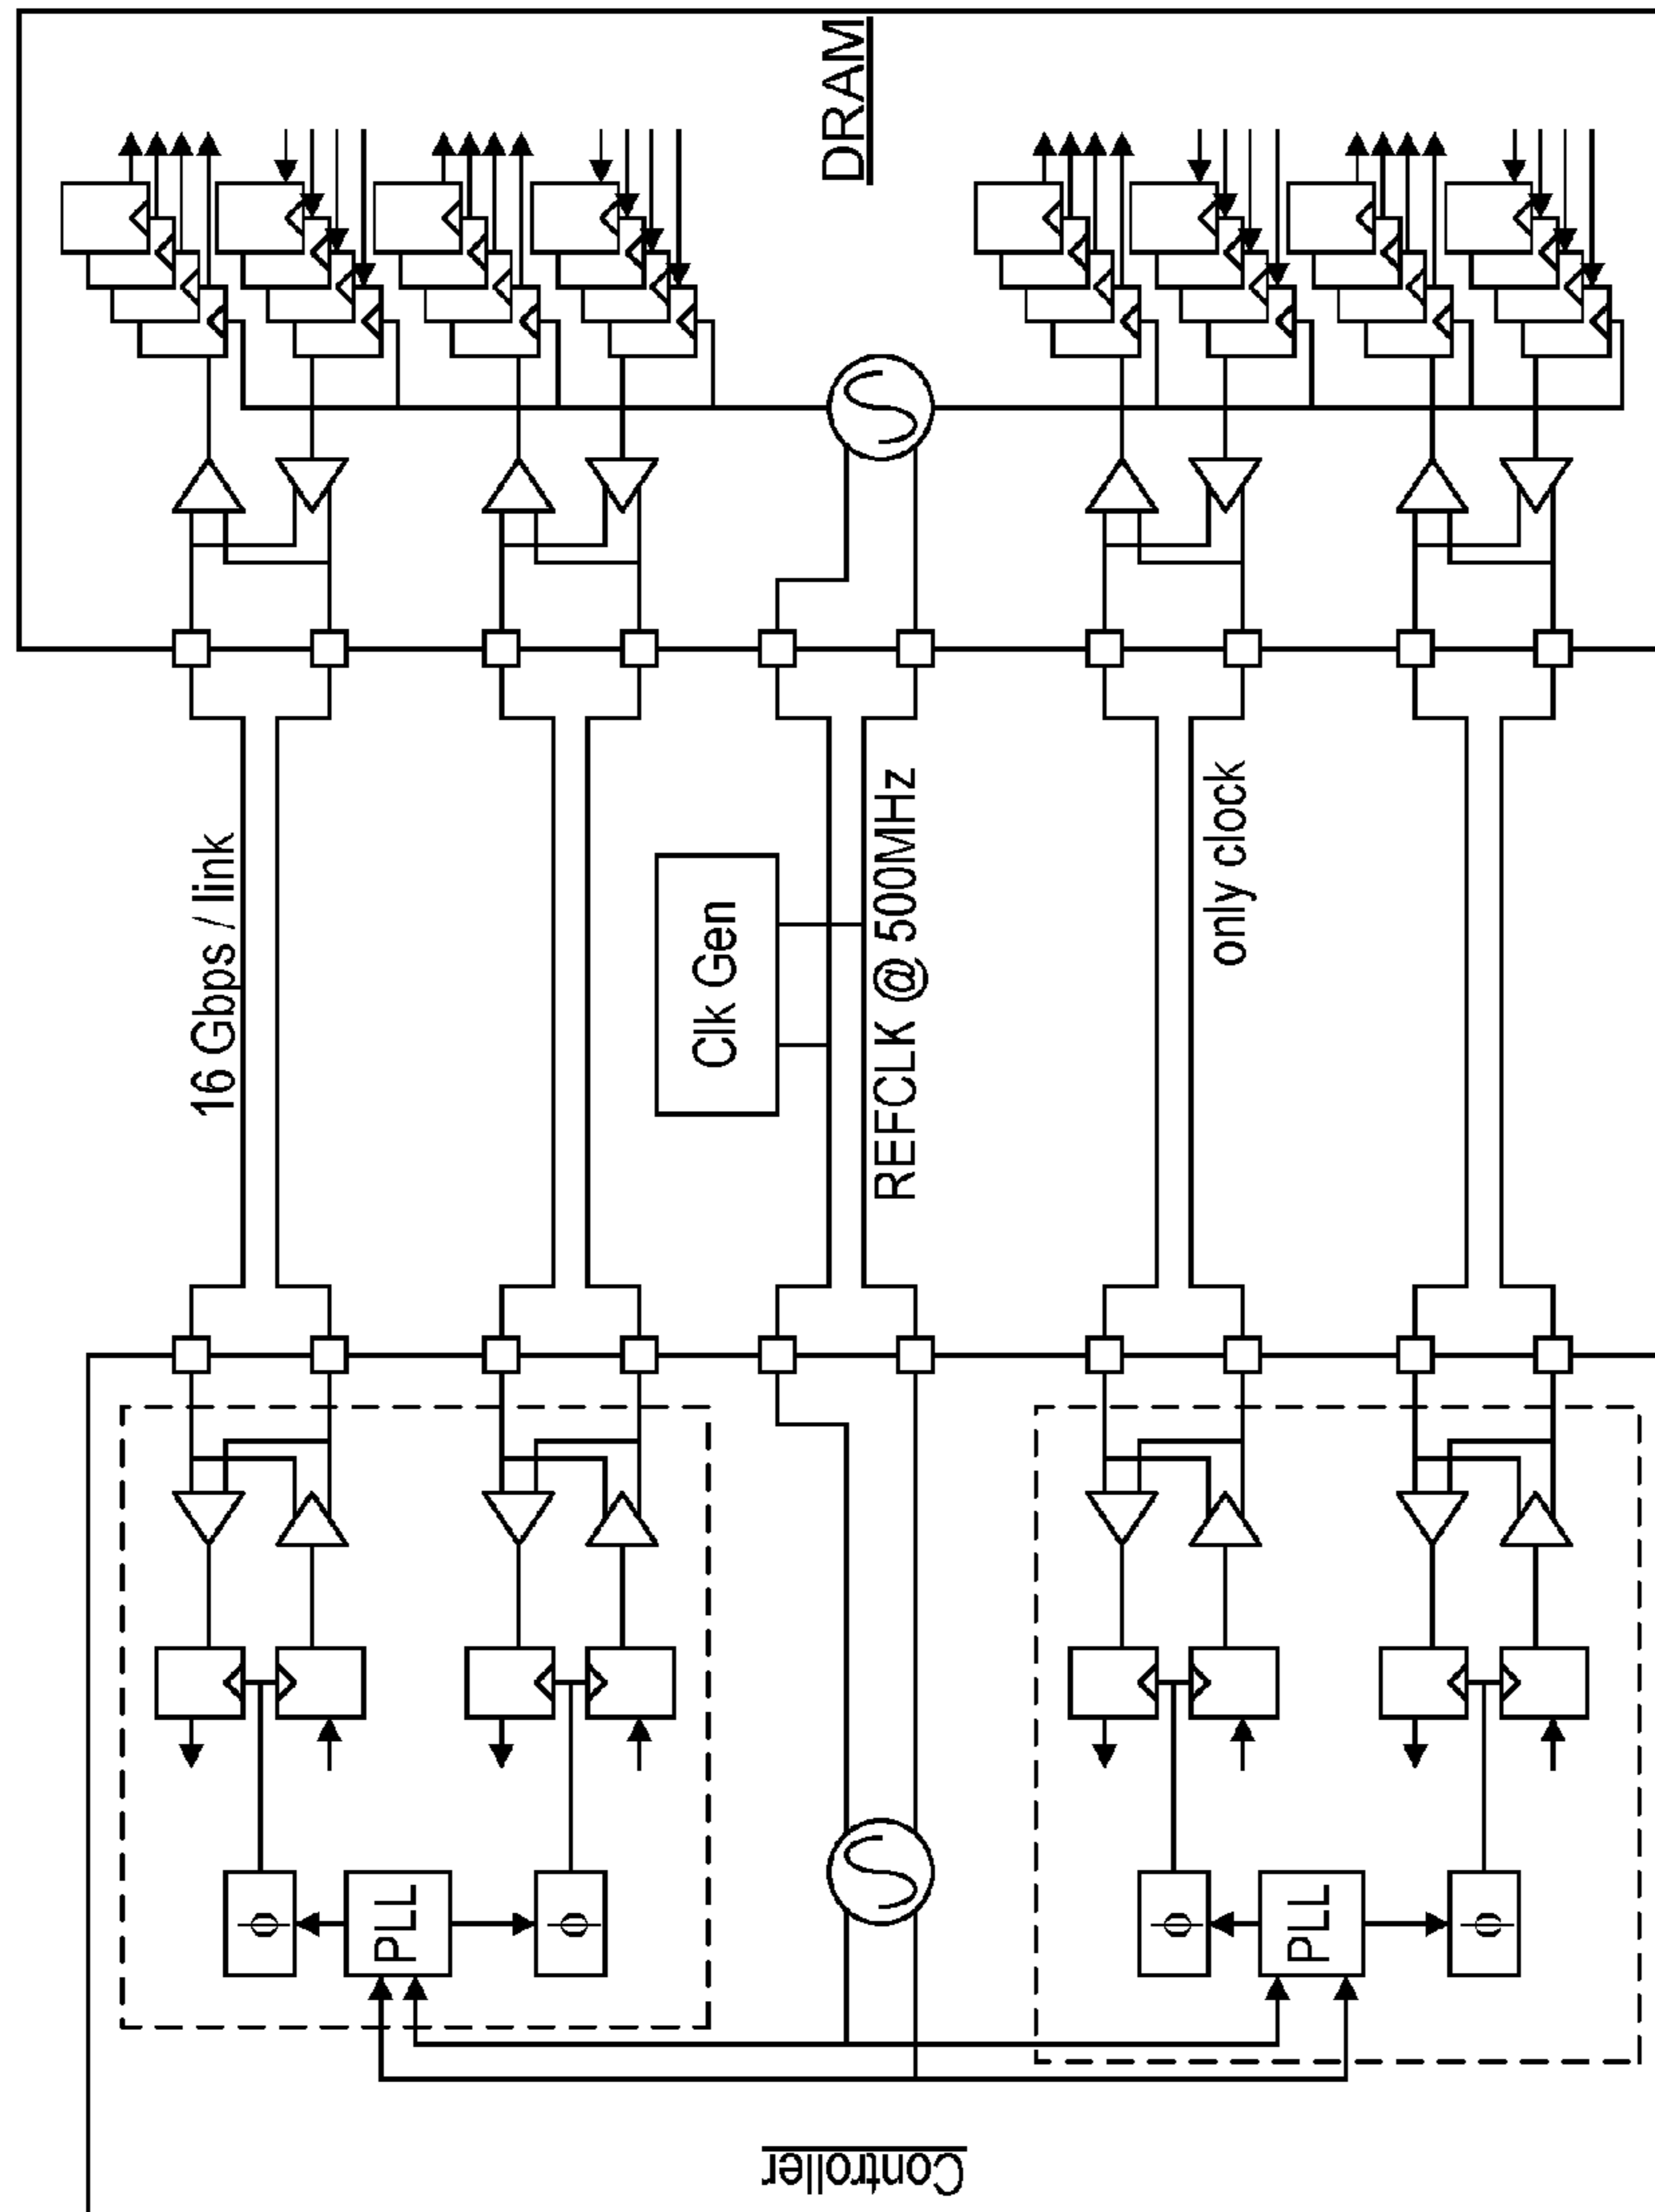 DRAM
16 Gbps / link
Clk Gen
REFCLK @ 500MHz
only clock
ϕ
PLL
ϕ
ϕ
PLL
ϕ
Controller